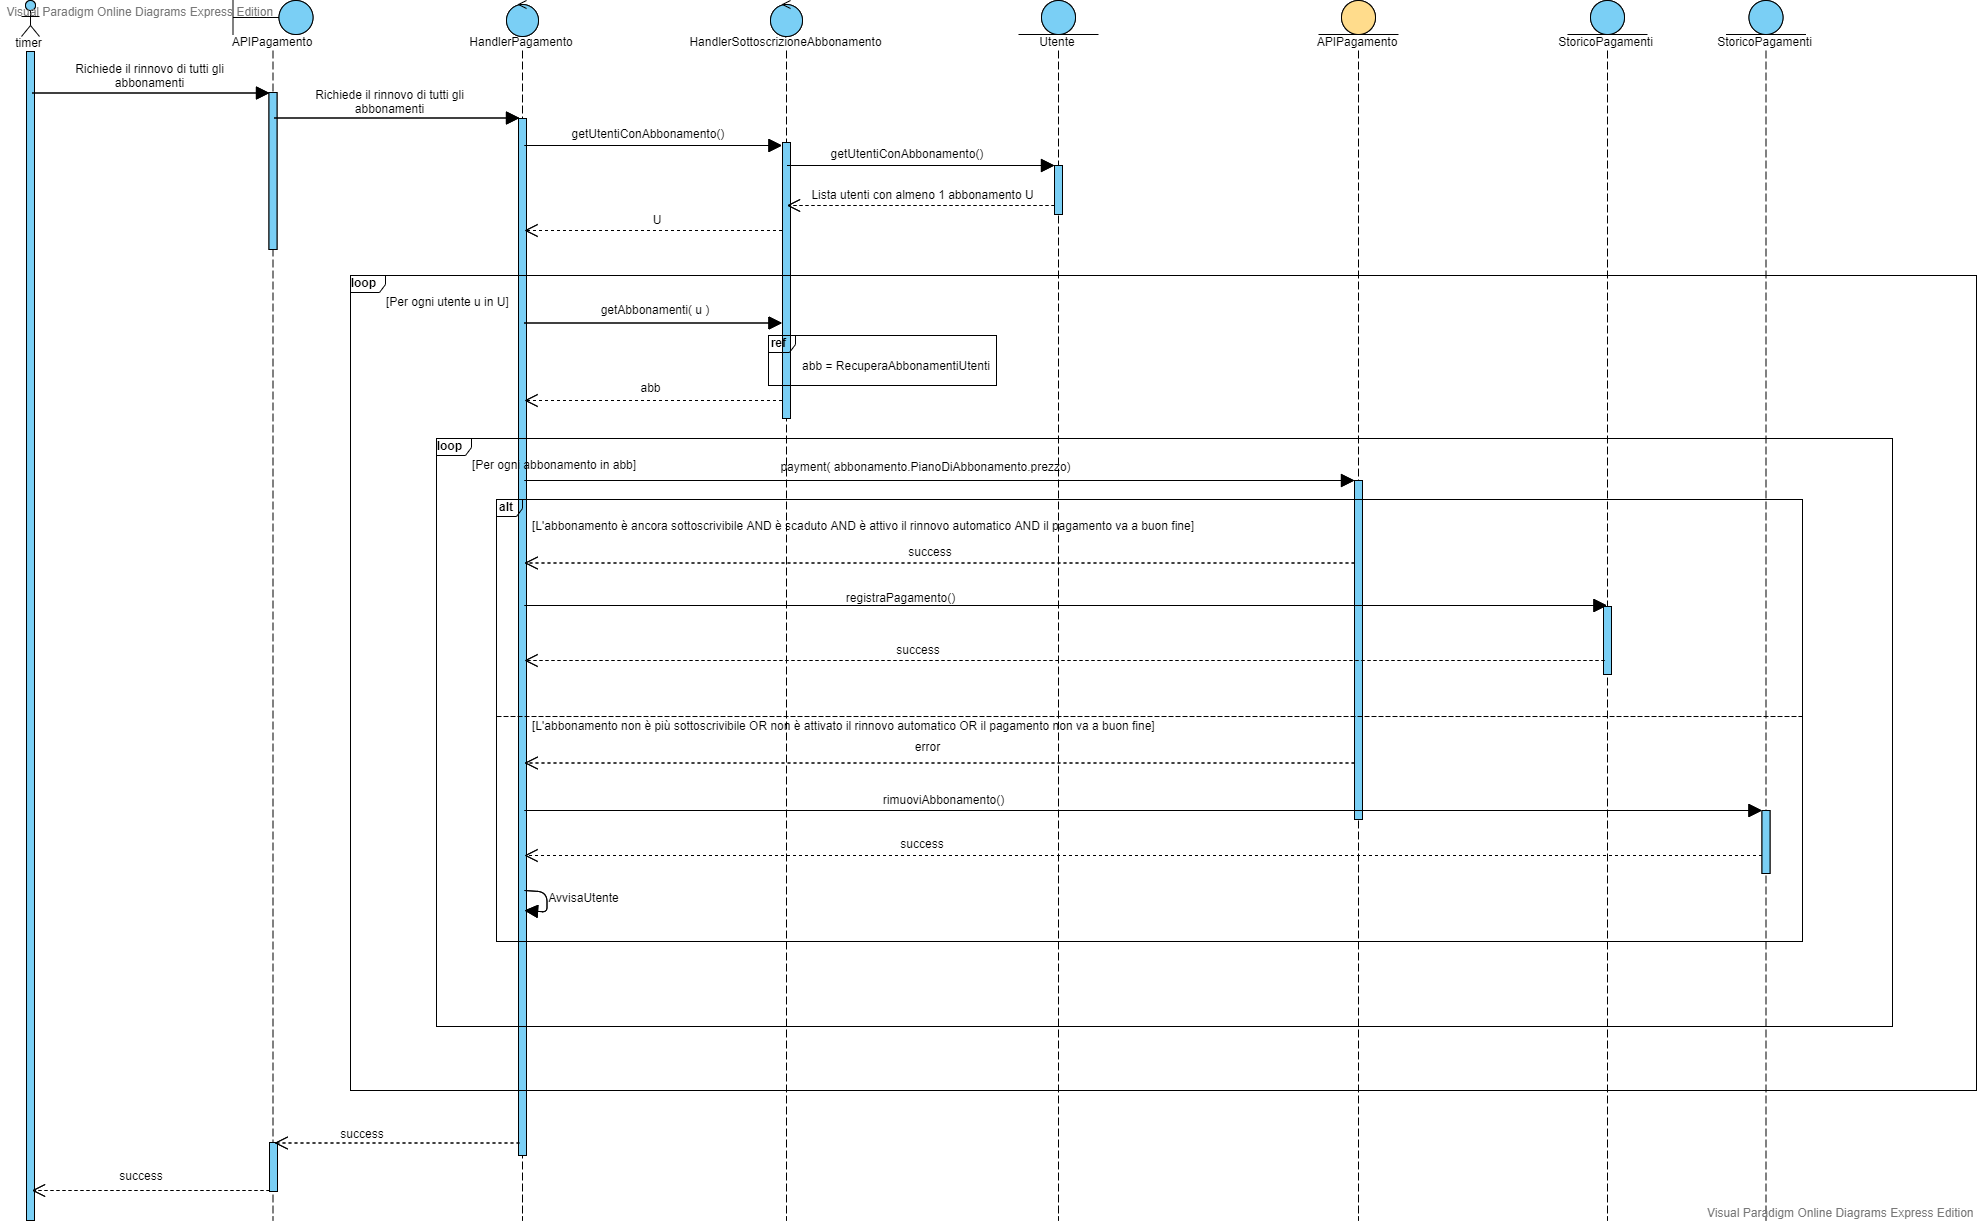 Visual Paradigm Online Diagrams Express Edition
timer
APIPagamento
HandlerPagamento
HandlerSottoscrizioneAbbonamento
Utente
APIPagamento
StoricoPagamenti
StoricoPagamenti
Richiede il rinnovo di tutti gli
abbonamenti
Richiede il rinnovo di tutti gli
abbonamenti
getUtentiConAbbonamento()
getUtentiConAbbonamento()
Lista utenti con almeno 1 abbonamento U
U
loop
[Per ogni utente u in U]
getAbbonamenti( u )
ref
abb = RecuperaAbbonamentiUtenti
abb
loop
[Per ogni abbonamento in abb]
payment( abbonamento.PianoDiAbbonamento.prezzo)
alt
[L'abbonamento è ancora sottoscrivibile AND è scaduto AND è attivo il rinnovo automatico AND il pagamento va a buon fine]
success
registraPagamento()
success
[L'abbonamento non è più sottoscrivibile OR non è attivato il rinnovo automatico OR il pagamento non va a buon fine]
error
rimuoviAbbonamento()
success
AvvisaUtente
success
success
Visual Paradigm Online Diagrams Express Edition